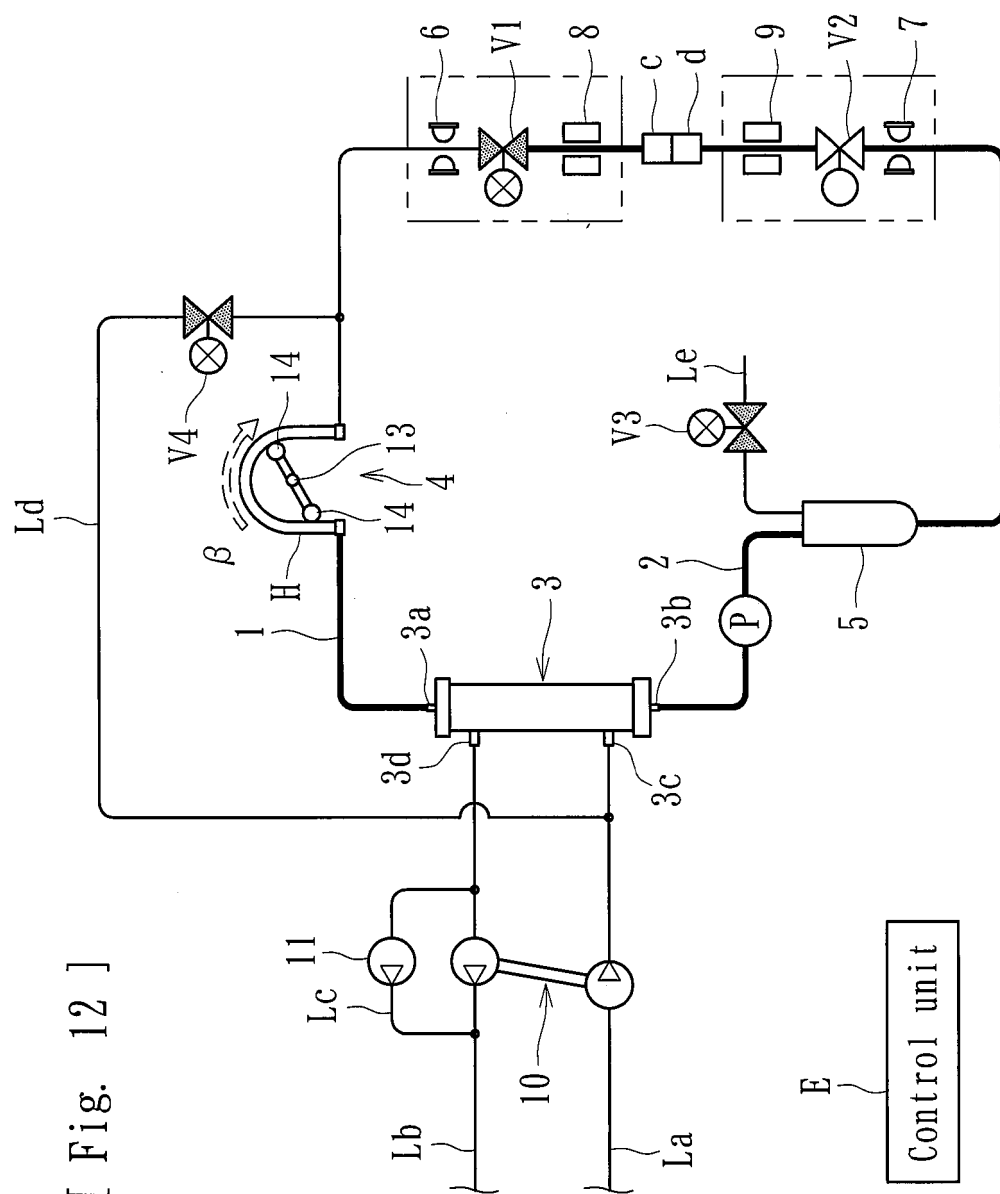 [ Fig. 12 ]
Ld
V4
β
14
H
13
14
4
1
3a
3
3d
3c
3b
2
P
5
V3
Le
6
V1
8
c
d
9
V2
7
11
Lc
10
Lb
La
E
Control unit